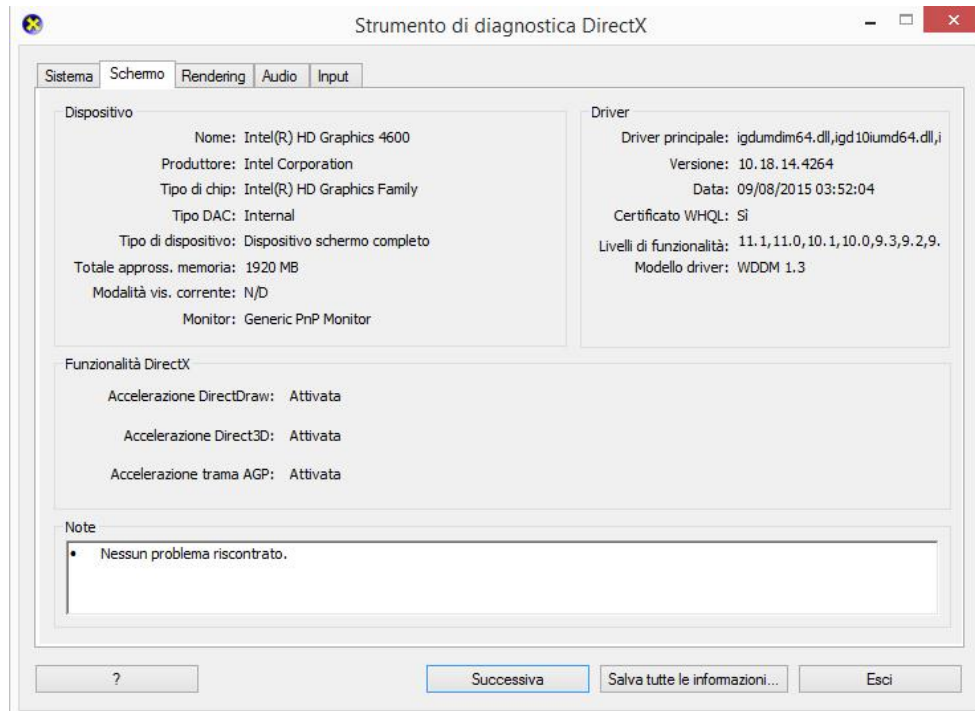 Strumento di diagnostica DirectX
Sistema Schermo Rendering Audio Input
Dispositivo
Nome: Intel(R) HD Graphics 4600
Produttore: Intel Corporation
Tipo di chip: Intel(R) HD Graphics Family
Tipo DAC: Internal
Tipo di dispositivo: Dispositivo schermo completo
Totale appross. memoria: 1920 MB
Modalità vis. corrente: N/D
Monitor: Generic PnP Monitor
Driver
Driver principale: igdumdim64.dll,igd10iumd64.dll,i
Versione: 10.18.14.4264
Data: 09/08/2015 03:52:04
Certificato WHQL: Sì
Livelli di funzionalità: 11.1,11.0,10.1,10.0,9.3,9.2,9.
Modello driver: WDDM 1.3
Funzionalità DirectX
Accelerazione DirectDraw: Attivata
Accelerazione Direct3D: Attivata
Accelerazione trama AGP: Attivata
Note
• Nessun problema riscontrato.
? Successiva Salva tutte le informazioni... Esci